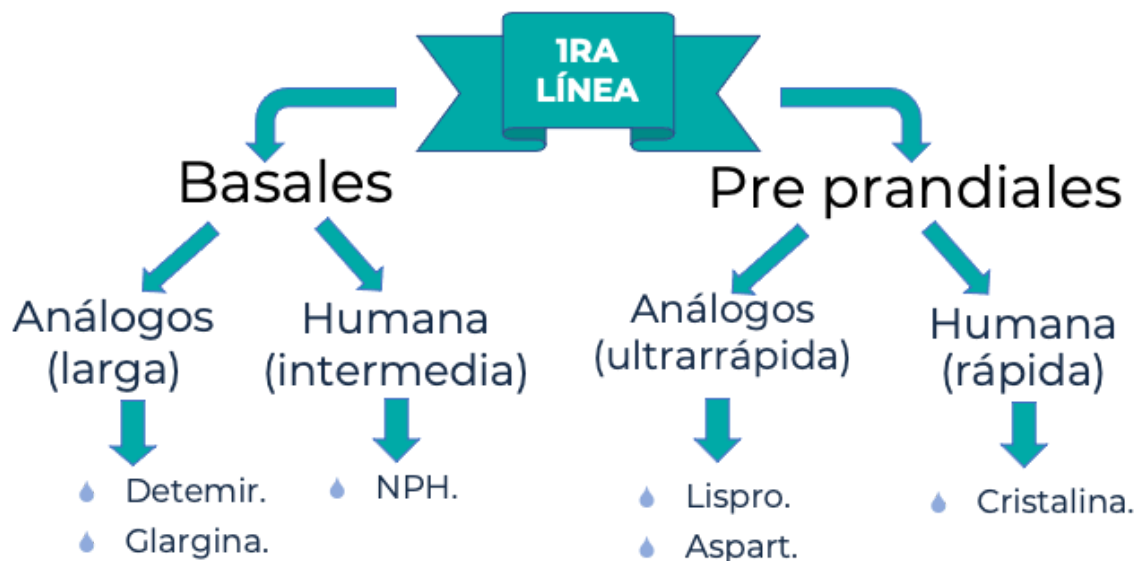 1RA
LÍNEA
Basales
Pre prandiales
Análogos
(larga)
Humana
(intermedia)
Análogos
(ultrarrápida)
Humana
(rápida)
Detemir.
Glargina.
NPH.
Lispro.
Aspart.
Cristalina.